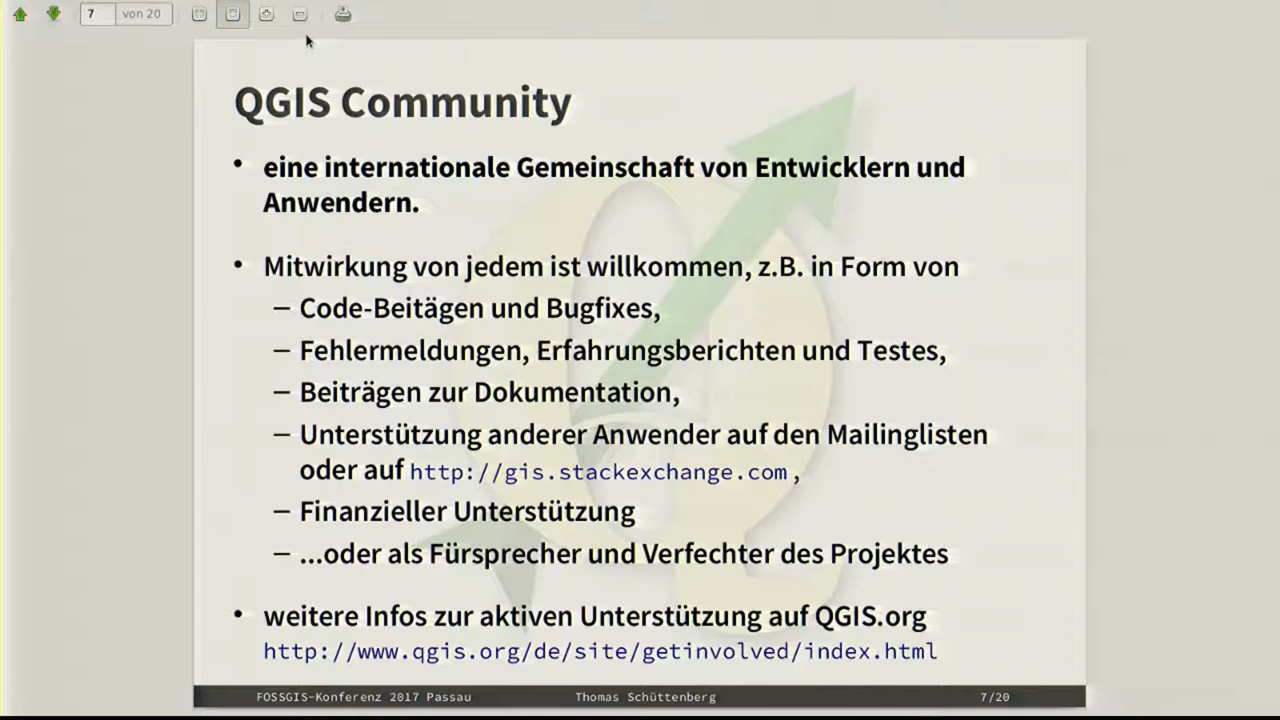 7 von 20
QGIS Community
• eine internationale Gemeinschaft von Entwicklern und
Anwendern.
• Mitwirkung von jedem ist willkommen, z.B. in Form von
– Code-Beitägen und Bugfixes,
– Fehlermeldungen, Erfahrungsberichten und Testes,
– Beiträgen zur Dokumentation,
– Unterstützung anderer Anwender auf den Mailinglisten
oder auf http://gis.stackexchange.com ,
– Finanzieller Unterstützung
– ...oder als Fürsprecher und Verfechter des Projektes
• weitere Infos zur aktiven Unterstützung auf QGIS.org
http://www.qgis.org/de/site/getinvolved/index.html
FOSSGIS-Konferenz 2017 Passau Thomas Schüttenberg 7/20